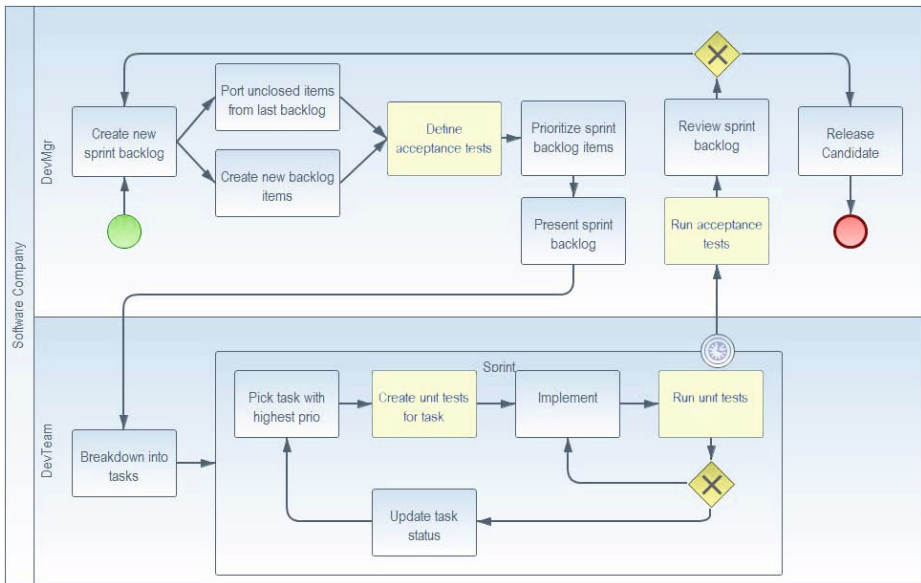 Software Company
DevMgr
Create new
sprint backlog
Port unclosed items
from last backlog
Create new backlog
items
Define
acceptance tests
Prioritize sprint
backlog items
Present sprint
backlog
Review sprint
backlog
Run acceptance
tests
Release
Candidate
DevTeam
Breakdown into
tasks
Sprint
Pick task with
highest prio
Create unit tests
for task
Implement
Run unit tests
Update task
status